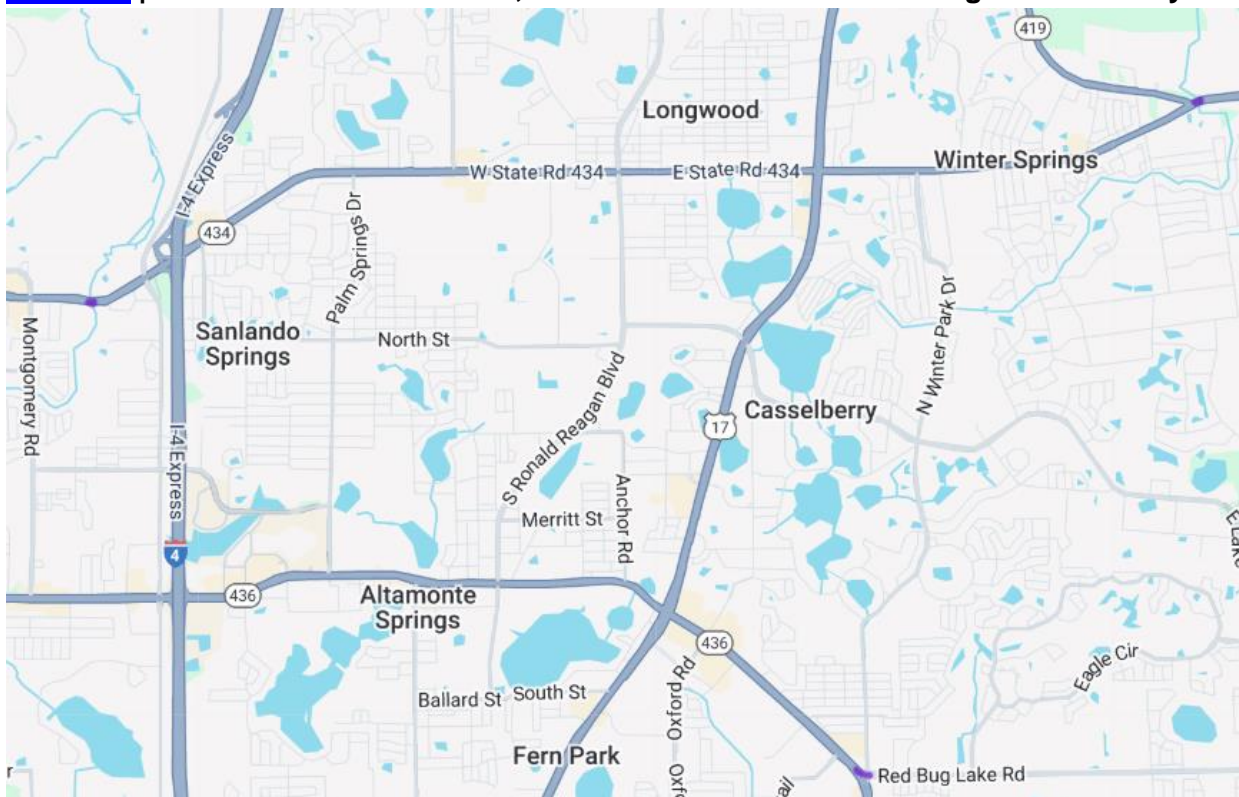 419
Longwood
W State Rd 434
E State Rd 434
Winter Springs
I-4 Express
434
Palm Springs Dr
Montgomery Rd
Sanlando
Springs
North St
N Winter Park Dr
S Ronald Reagan Blvd
17
Casselberry
I-4 Express
Anchor Rd
Merritt St
4
436
Altamonte
Springs
436
Eagle Cir
Ballard St
South St
Oxford Rd
Fern Park
Red Bug Lake Rd